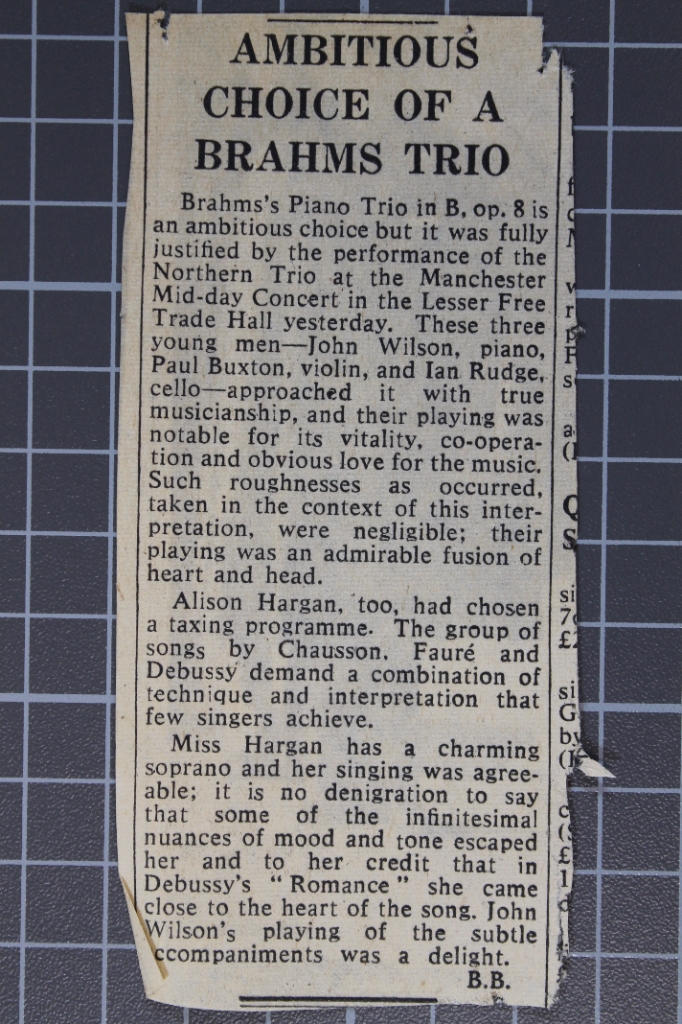 AMBITIOUS
CHOICE OF A
BRAHMS TRIO
Brahms's Piano Trio in B, op. 8 is
an ambitious choice but it was fully
justified by the performance of the
Northern Trio at the Manchester
Mid-day Concert in the Lesser Free
Trade Hall yesterday. These three
young men—John Wilson, piano,
Paul Buxton, violin, and Ian Rudge,
cello—approached it with true
musicianship, and their playing was
notable for its vitality, co-opera-
tion and obvious love for the music.
Such roughnesses as occurred,
taken in the context of this inter-
pretation, were negligible; their
playing was an admirable fusion of
heart and head.
Alison Hargan, too, had chosen
a taxing programme. The group of
songs by Chausson, Fauré and
Debussy demand a combination of
technique and interpretation that
few singers achieve.
Miss Hargan has a charming
soprano and her singing was agree-
able; it is no denigration to say
that some of the infinitesimal
nuances of mood and tone escaped
her and to her credit that in
Debussy's "Romance" she came
close to the heart of the song. John
Wilson's playing of the subtle
ccompaniments was a delight.
B.B.